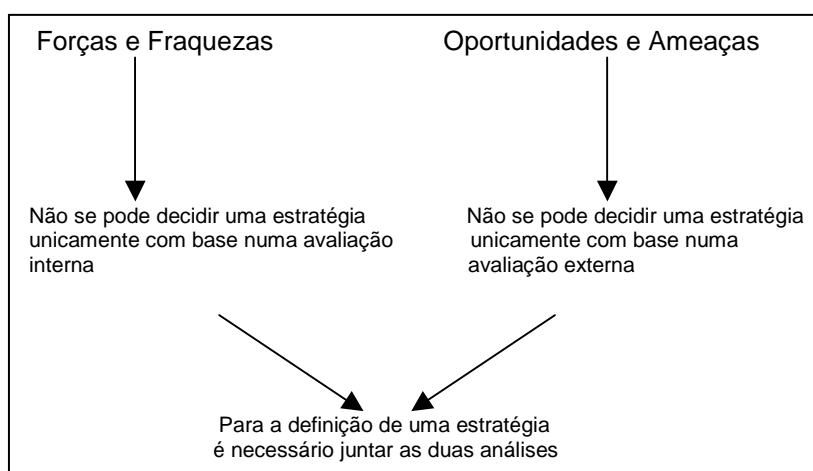 Forças e Fraquezas
Oportunidades e Ameaças
Não se pode decidir uma estratégia
unicamente com base numa avaliação
interna
Não se pode decidir uma estratégia
unicamente com base numa
avaliação externa
Para a definição de uma estratégia
é necessário juntar as duas análises